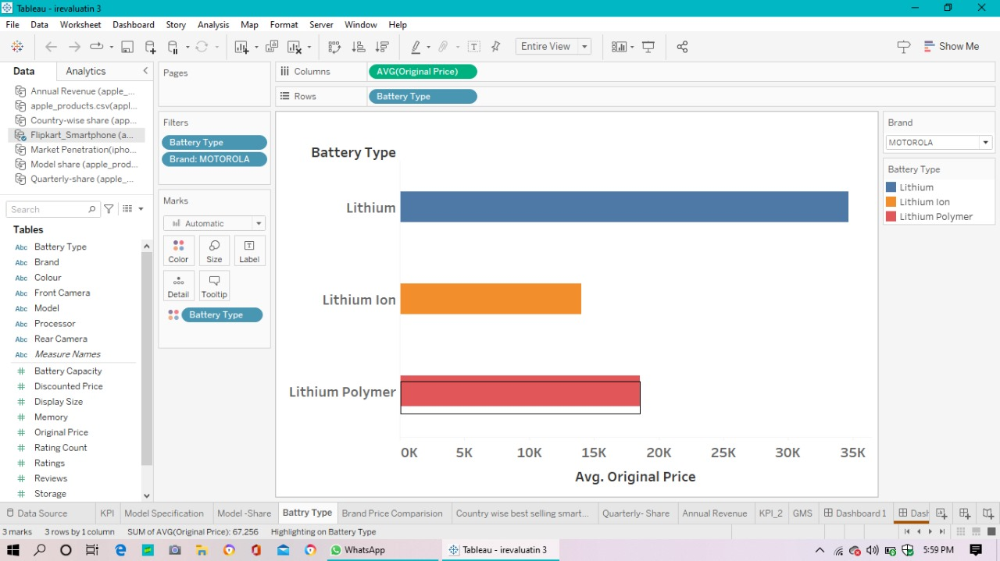 Tableau - irevaluatin 3
File Data Worksheet Dashboard Story Analysis Map Format Server Window Help
Entire View
Show Me
Data Analytics
Annual Revenue (apple_...
apple_products.csv(appl...
Country-wise share (app...
Flipkart_Smartphone (a...
Market Penetration(ipho...
Model share (apple_prod...
Quarterly-share (apple_...
Search
Tables
Abc Battery Type
Abc Brand
Abc Colour
Abc Front Camera
Abc Model
Abc Processor
Abc Rear Camera
Abc Measure Names
# Battery Capacity
# Discounted Price
# Display Size
# Memory
# Original Price
# Rating Count
# Ratings
# Reviews
# Storage
Pages
Filters
Battery Type
Brand: MOTOROLA
Marks
Automatic
Color Size Label
Detail Tooltip
Battery Type
Columns AVG(Original Price)
Rows Battery Type
Battery Type
Lithium
Lithium Ion
Lithium Polymer
0K 5K 10K 15K 20K 25K 30K 35K
Avg. Original Price
Brand
MOTOROLA
Battery Type
Lithium
Lithium Ion
Lithium Polymer
Data Source KPI Model Specification Model -Share Battry Type Brand Price Comparision Country wise best selling smart... Quarterly- Share Annual Revenue KPI_2 GMS Dashboard 1 Dash
3 marks 3 rows by 1 column SUM of AVG(Original Price): 67,256 Highlighting on Battery Type
WhatsApp Tableau - irevaluatin 3 5:59 PM